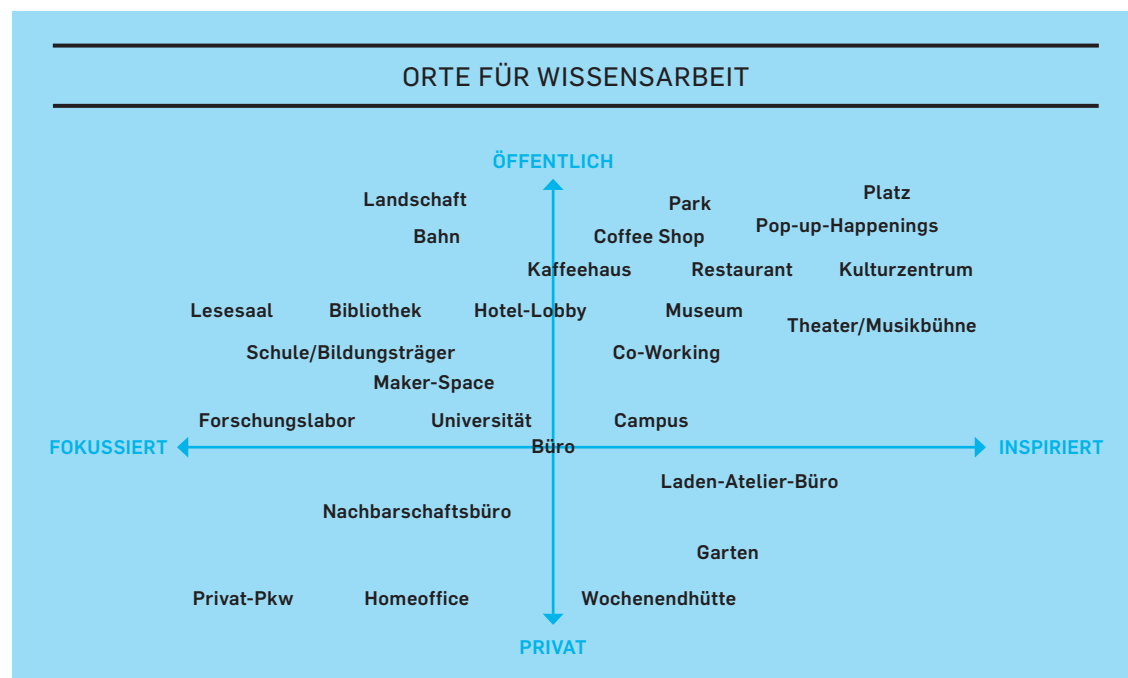 ORTE FÜR WISSENSARBEIT
ÖFFENTLICH
Platz
Landschaft
Park
Pop-up-Happenings
Bahn
Coffee Shop
Kaffeehaus
Restaurant
Kulturzentrum
Lesesaal
Bibliothek
Hotel-Lobby
Museum
Theater/Musikbühne
Schule/Bildungsträger
Co-Working
Maker-Space
Forschungslabor
Universität
Campus
FOKUSSIERT
Büro
INSPIRIERT
Laden-Atelier-Büro
Nachbarschaftsbüro
Garten
Privat-Pkw
Homeoffice
Wochenendhütte
PRIVAT